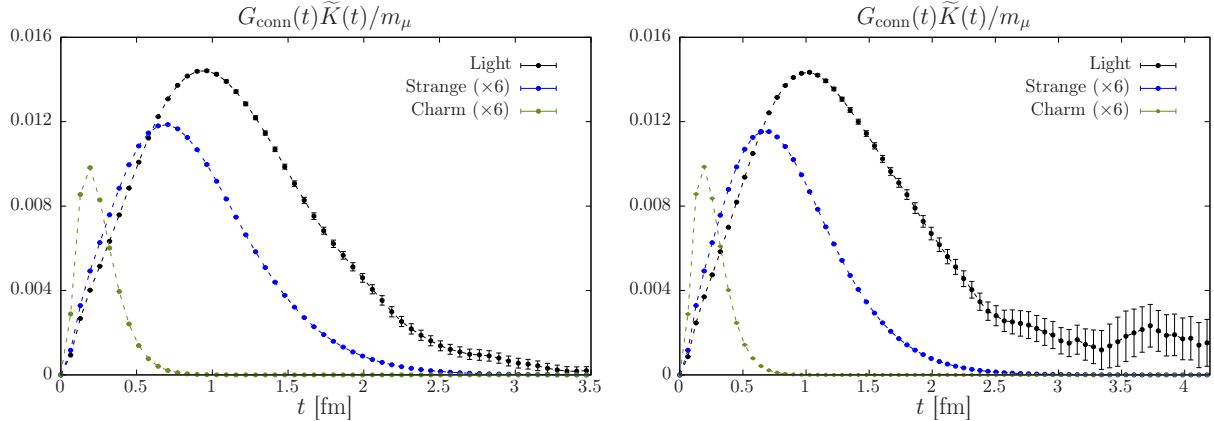 G_conn(t)K̃(t)/m_μ
0.016
0.012
0.008
0.004
0
0 0.5 1 1.5 2 2.5 3 3.5
t [fm]
Light
Strange (×6)
Charm (×6)
G_conn(t)K̃(t)/m_μ
0.016
0.012
0.008
0.004
0
0 0.5 1 1.5 2 2.5 3 3.5 4
t [fm]
Light
Strange (×6)
Charm (×6)